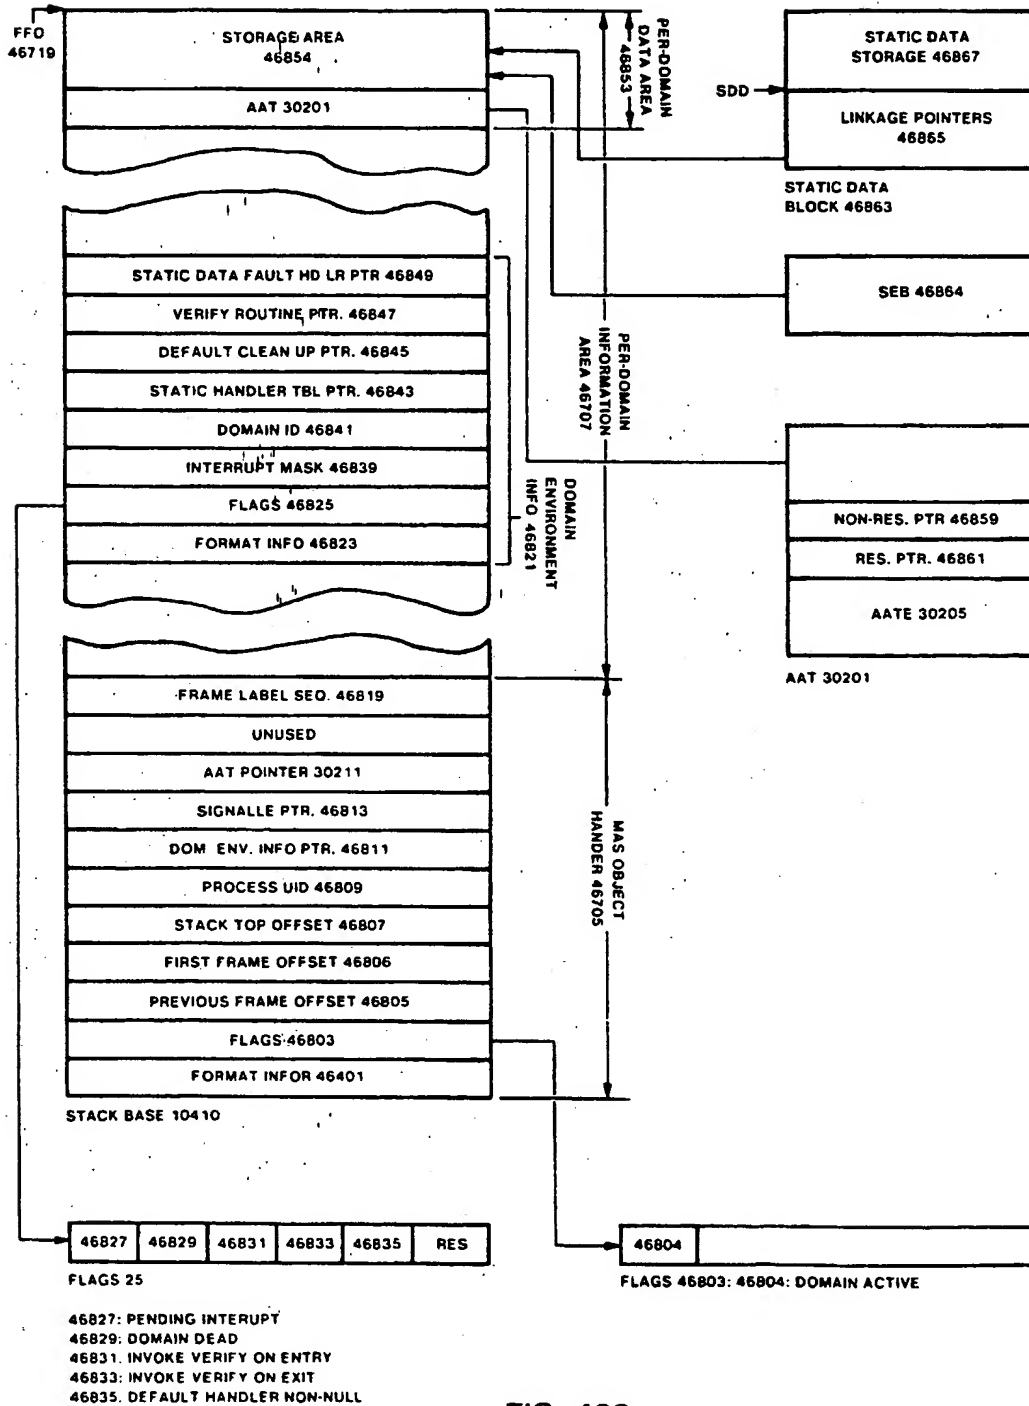 FFO
46719
STORAGE AREA
46854
AAT 30201
PER-DOMAIN
DATA AREA
46853
STATIC DATA
STORAGE 46867
SDD
LINKAGE POINTERS
46865
STATIC DATA
BLOCK 46863
STATIC DATA FAULT HD LR PTR 46849
VERIFY ROUTINE PTR. 46847
DEFAULT CLEAN UP PTR. 46845
STATIC HANDLER TBL PTR. 46843
DOMAIN ID 46841
INTERRUPT MASK 46839
FLAGS 46825
FORMAT INFO 46823
DOMAIN
ENVIRONMENT
INFO 46821
PER-DOMAIN
INFORMATION
AREA 46707
SEB 46864
NON-RES. PTR 46859
RES. PTR. 46861
AATE 30205
AAT 30201
FRAME LABEL SEQ. 46819
UNUSED
AAT POINTER 30211
SIGNALLE PTR. 46813
DOM ENV. INFO PTR. 46811
PROCESS UID 46809
STACK TOP OFFSET 46807
FIRST FRAME OFFSET 46806
PREVIOUS FRAME OFFSET 46805
FLAGS 46803
FORMAT INFOR 46401
MAS OBJECT
HANDER 46705
STACK BASE 10410
46827 46829 46831 46833 46835 RES
FLAGS 25
46804
FLAGS 46803: 46804: DOMAIN ACTIVE
46827: PENDING INTERUPT
46829: DOMAIN DEAD
46831. INVOKE VERIFY ON ENTRY
46833: INVOKE VERIFY ON EXIT
46835. DEFAULT HANDLER NON-NULL